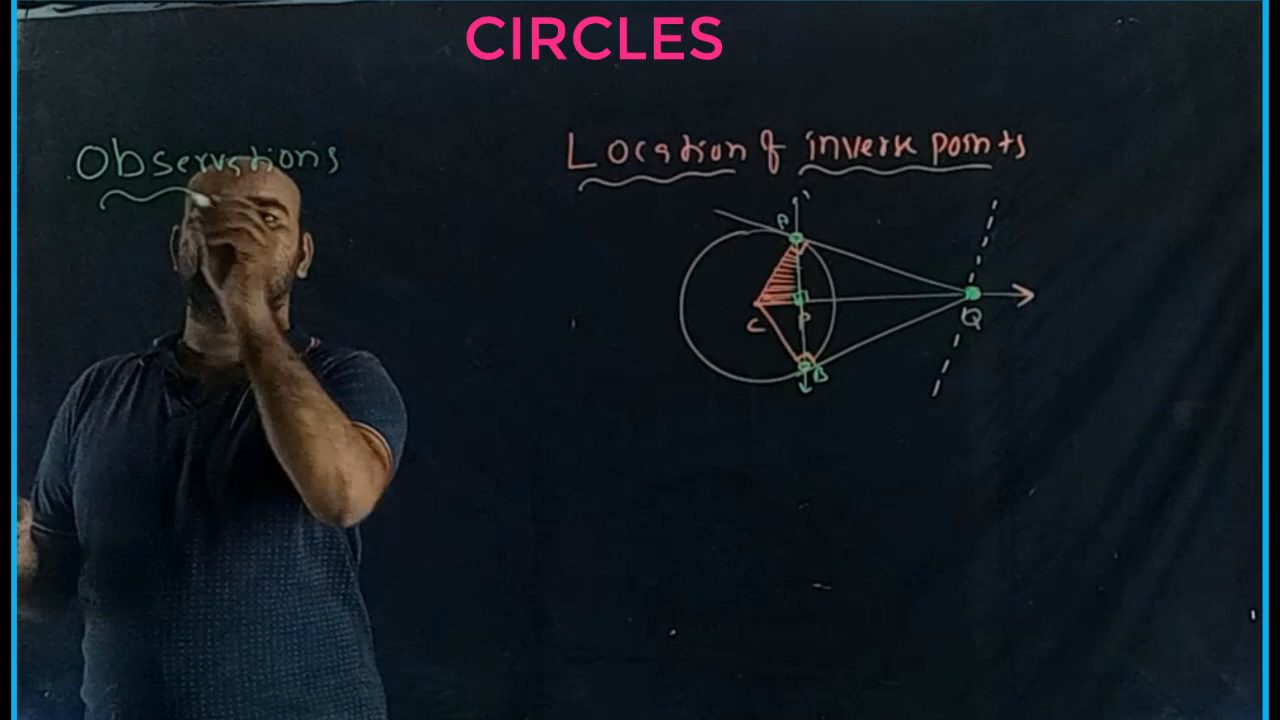 CIRCLES
Observations
Location of inverse points
A
C
P
Q
B